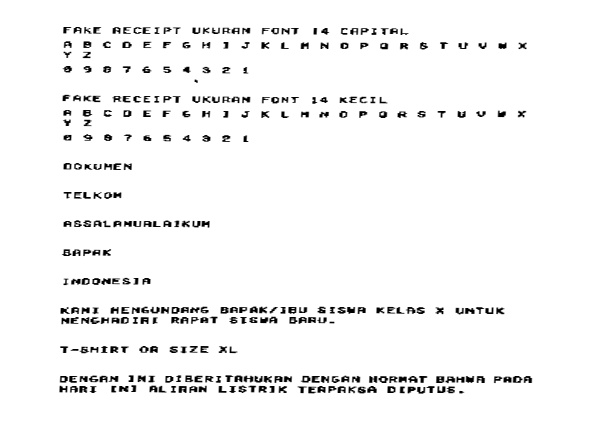 FAKE RECEIPT UKURAN FONT 14 CAPITAL
A B C D E F G H I J K L M N O P Q R S T U V W X
Y Z
0 9 8 7 6 5 4 3 2 1
FAKE RECEIPT UKURAN FONT 14 KECIL
A B C D E F G H I J K L M N O P Q R S T U V W X
Y Z
0 9 8 7 6 5 4 3 2 1
DOKUMEN
TELKOM
ASSALAMUALAIKUM
BAPAK
INDONESIA
KAMI MENGUNDANG BAPAK/IBU SISWA KELAS X UNTUK
MENGHADIRI RAPAT SISWA BARU.
T-SHIRT OR SIZE XL
DENGAN INI DIBERITAHUKAN DENGAN HORMAT BAHWA PADA
HARI INI ALIRAN LISTRIK TERPAKSA DIPUTUS.